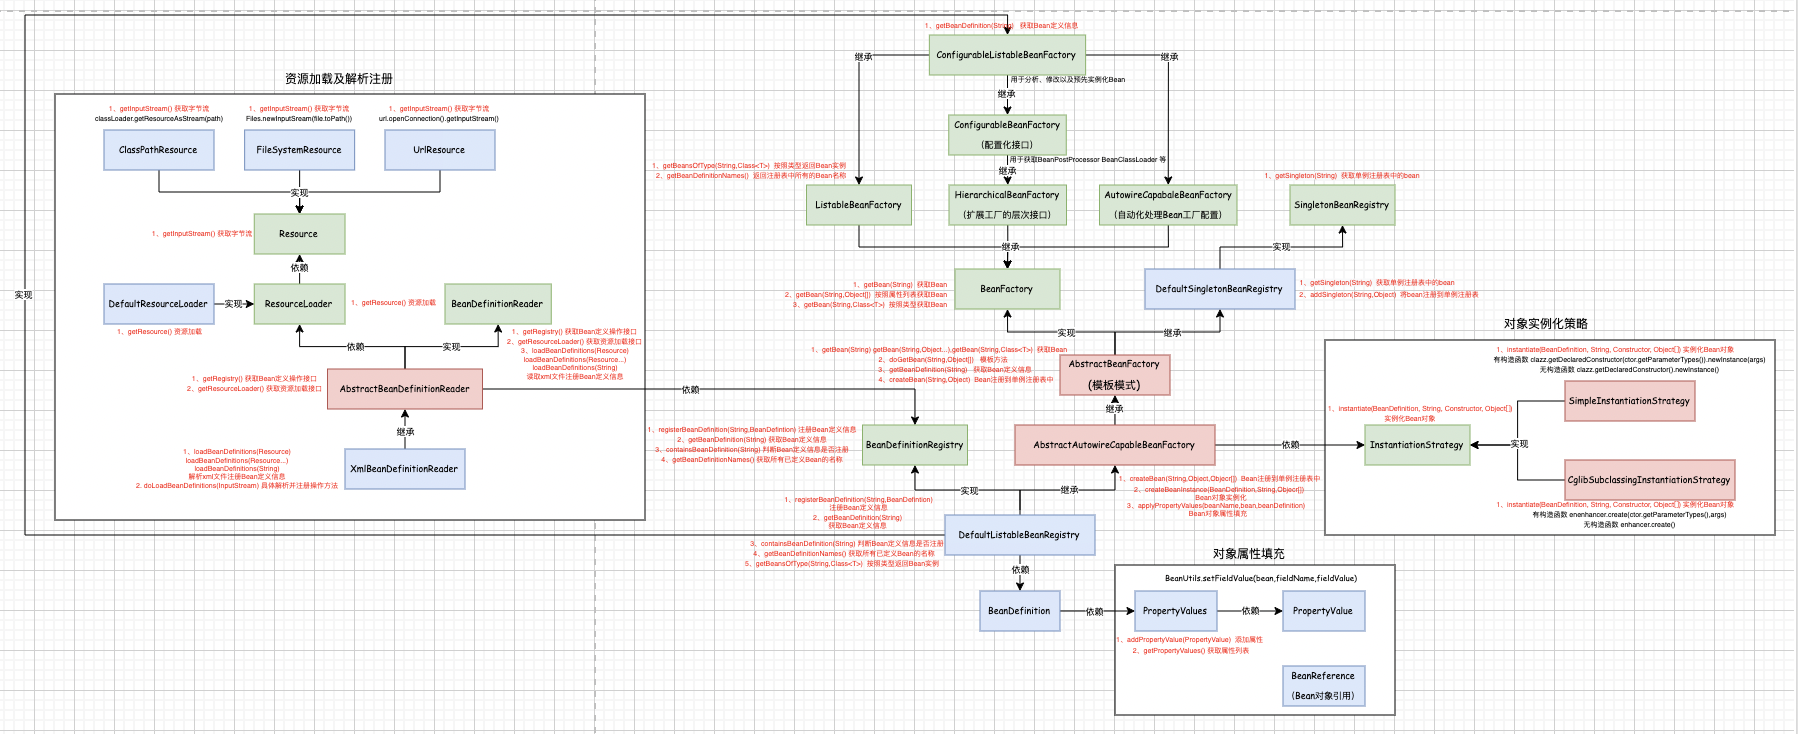 资源加载及解析注册
1、getInputStream() 获取字节流
classLoader.getResourceAsStream(path)
ClassPathResource
1、getInputStream() 获取字节流
Files.newInputSream(file.toPath())
FileSystemResource
1、getInputStream() 获取字节流
url.openConnection().getInputStream()
UrlResource
实现
1、getInputStream() 获取字节流
Resource
依赖
DefaultResourceLoader
实现
ResourceLoader
1、getResource() 资源加载
BeanDefinitionReader
1、getResource() 资源加载
1、getRegistry() 获取Bean定义操作接口
2、getResourceLoader() 获取资源加载接口
3、loadBeanDefinitions(Resource)
loadBeanDefinitions(Resource...)
loadBeanDefinitions(String)
读取xml文件注册Bean定义信息
依赖
实现
1、getRegistry() 获取Bean定义操作接口
2、getResourceLoader() 获取资源加载接口
AbstractBeanDefinitionReader
继承
1、loadBeanDefinitions(Resource)
loadBeanDefinitions(Resource...)
loadBeanDefinitions(String)
解析xml文件注册Bean定义信息
2. doLoadBeanDefinitions(InputStream) 具体解析并注册操作方法
XmlBeanDefinitionReader
实现
依赖
1、getBeanDefinition(String) 获取Bean定义信息
ConfigurableListableBeanFactory
继承
继承
用于分析、修改以及预先实例化Bean
继承
ConfigurableBeanFactory
(配置化接口)
用于获取BeanPostProcessor BeanClassLoader 等
继承
1、getBeansOfType(String,Class<T>) 按照类型返回Bean实例
2、getBeanDefinitionNames() 返回注册表中所有的Bean名称
ListableBeanFactory
HierarchicalBeanFactory
(扩展工厂的层次接口)
AutowireCapabaleBeanFactory
(自动化处理Bean工厂配置)
1、getSingleton(String) 获取单例注册表中的bean
SingletonBeanRegistry
继承
实现
1、getBean(String) 获取Bean
2、getBean(String,Object[]) 按照属性列表获取Bean
3、getBean(String,Class<T>) 按照类型获取Bean
BeanFactory
DefaultSingletonBeanRegistry
1、getSingleton(String) 获取单例注册表中的bean
2、addSingleton(String,Object) 将bean注册到单例注册表
实现
继承
1、getBean(String) getBean(String,Object...),getBean(String,Class<T>) 获取Bean
2、doGetBean(String,Object[]) 模板方法
3、getBeanDefinition(String) 获取Bean定义信息
4、createBean(String,Object) Bean注册到单例注册表中
AbstractBeanFactory
(模板模式)
继承
1、registerBeanDefinition(String,BeanDefintion) 注册Bean定义信息
2、getBeanDefinition(String) 获取Bean定义信息
3、containsBeanDefinition(String) 判断Bean定义信息是否注册
4、getBeanDefinitionNames() 获取所有已定义Bean的名称
BeanDefinitionRegistry
AbstractAutowireCapableBeanFactory
依赖
1、createBean(String,Object,Objecr[]) Bean注册到单例注册表中
2、createBeanInstance(BeanDefinition,String,Objecr[])
Bean对象实例化
3、applyPropertyValues(beanName,bean,beanDefinition)
Bean对象属性填充
实现
继承
1、registerBeanDefinition(String,BeanDefintion)
注册Bean定义信息
2、getBeanDefinition(String)
获取Bean定义信息
3、containsBeanDefinition(String) 判断Bean定义信息是否注册
4、getBeanDefinitionNames() 获取所有已定义Bean的名称
5、getBeansOfType(String,Class<T>) 按照类型返回Bean实例
DefaultListableBeanRegistry
依赖
BeanDefinition
依赖
对象实例化策略
1、instantiate(BeanDefinition, String, Constructor, Object[]) 实例化Bean对象
有构造函数 clazz.getDeclaredConstructor(ctor.getParameterTypes()).newInstance(args)
无构造函数 clazz.getDeclaredConstructor().newInstance()
SimpleInstantiationStrategy
1、instantiate(BeanDefinition, String, Constructor, Object[])
实例化Bean对象
InstantiationStrategy
实现
CglibSubclassingInstantiationStrategy
1、instantiate(BeanDefinition, String, Constructor, Object[]) 实例化Bean对象
有构造函数 enenhancer.create(ctor.getParameterTypes(),args)
无构造函数 enhancer.create()
对象属性填充
BeanUtils.setFieldValue(bean,fieldName,fieldValue)
PropertyValues
依赖
PropertyValue
1、addPropertyValue(PropertyValue) 添加属性
2、getPropertyValues() 获取属性列表
BeanReference
(Bean对象引用)